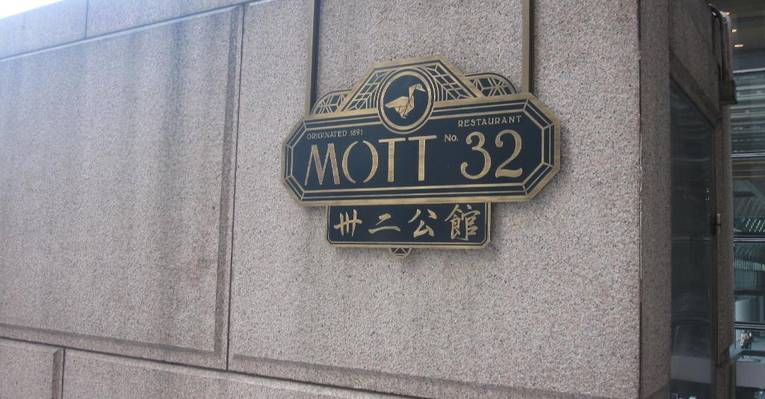 ORIGINATED 1891 RESTAURANT
MOTT No. 32
卅二公館